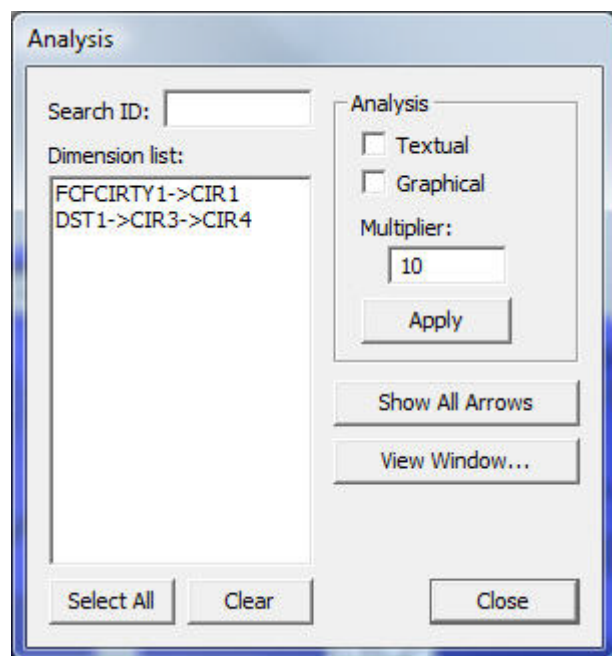 Analysis
Search ID:
Dimension list:
FCFCIRTY1->CIR1
DST1->CIR3->CIR4
Select All
Clear
Analysis
Textual
Graphical
Multiplier:
10
Apply
Show All Arrows
View Window...
Close